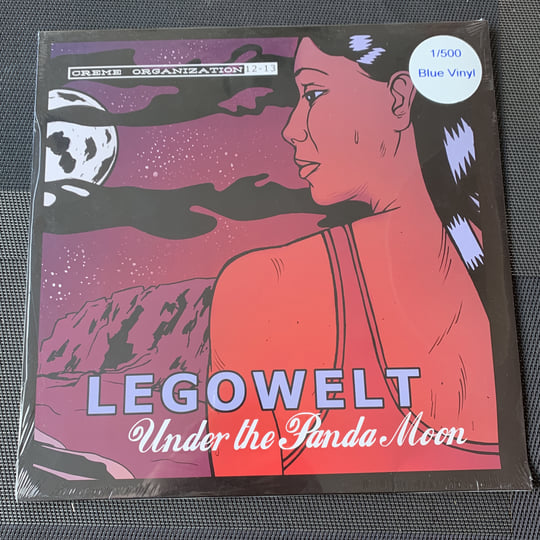 CREME ORGANIZATION 12-13
1/500
Blue Vinyl
LEGOWELT
Under the Panda Moon